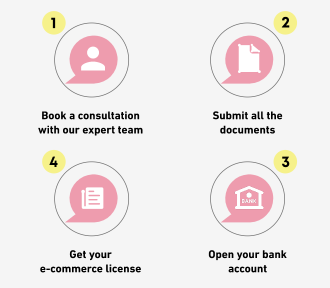 1
Book a consultation
with our expert team
2
Submit all the
documents
3
BANK
Open your bank
account
4
Get your
e-commerce license